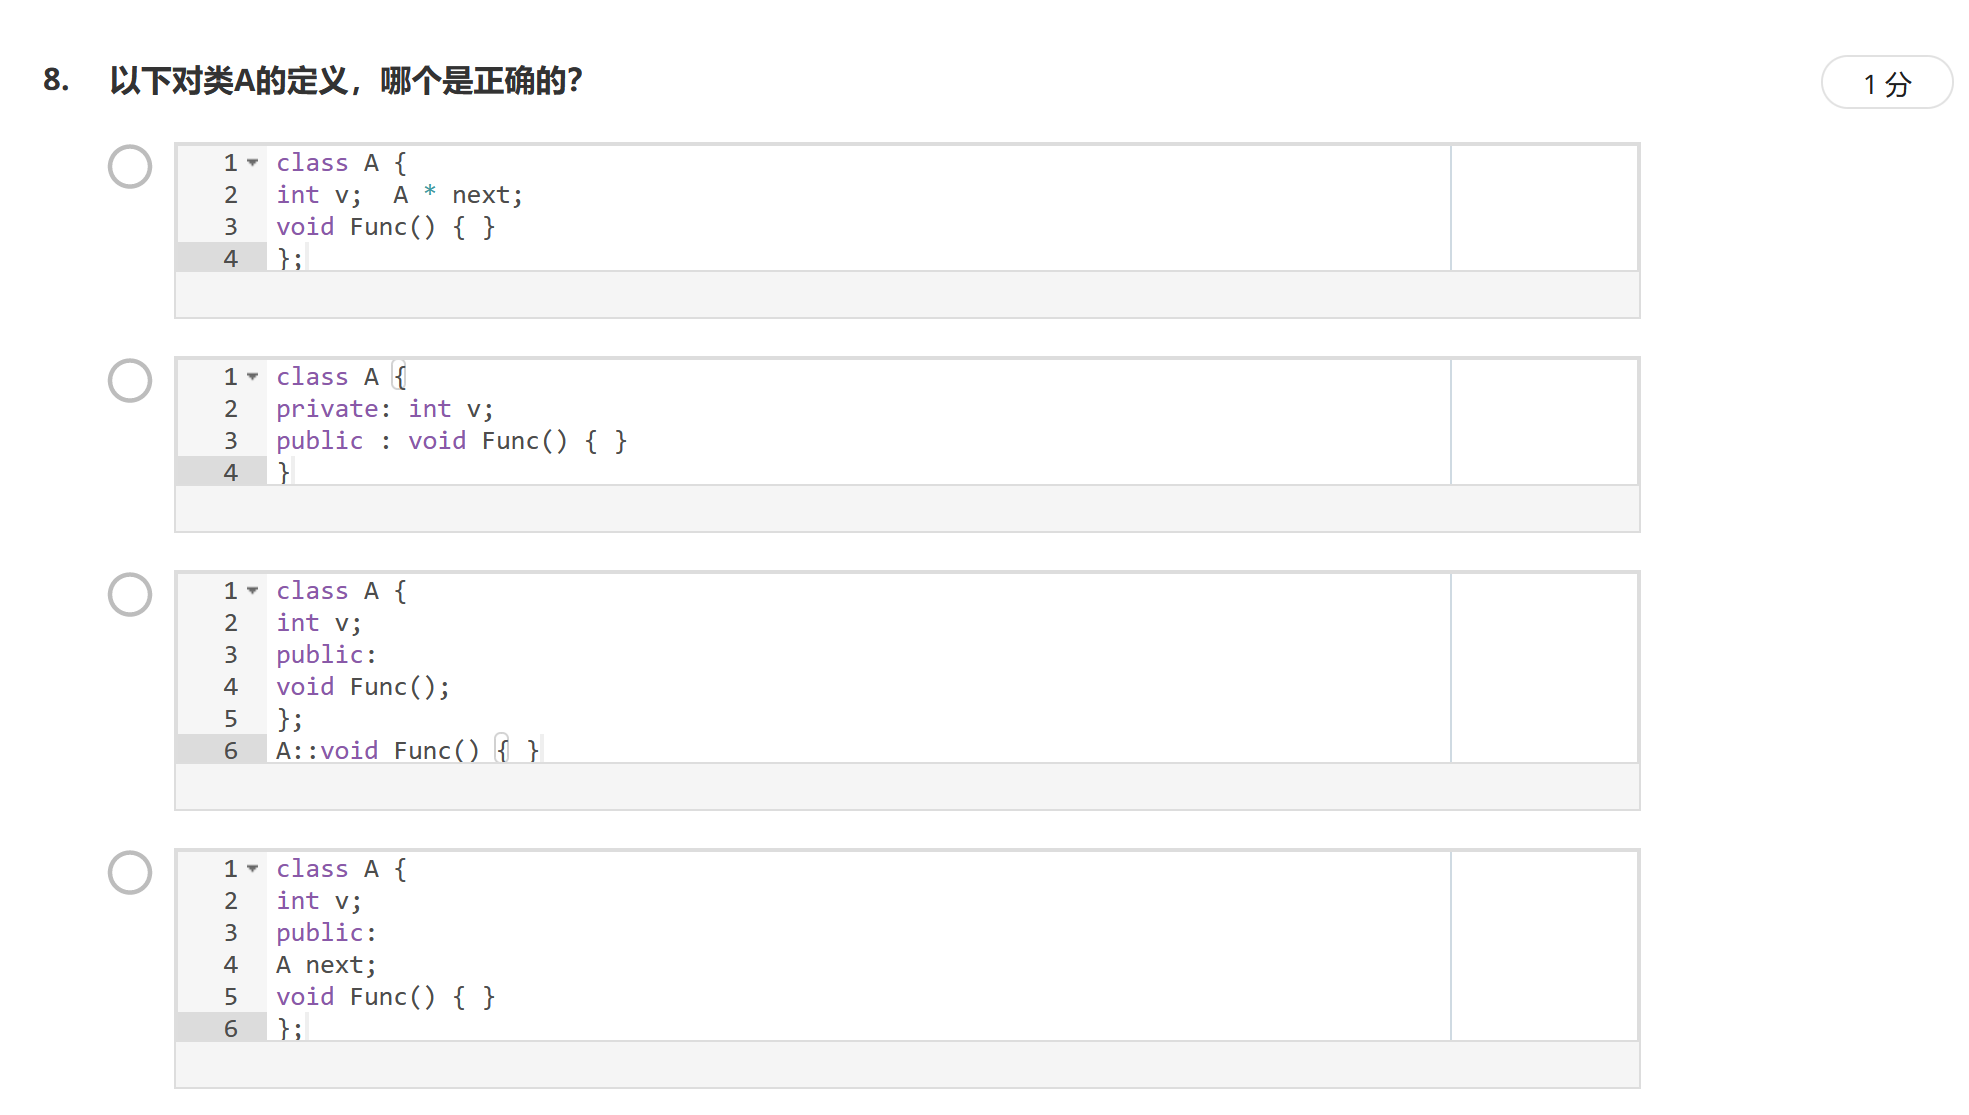 8. 以下对类A的定义，哪个是正确的？
1 分
1 class A {
2 int v;  A * next;
3 void Func() { }
4 };
1 class A {
2 private: int v;
3 public : void Func() { }
4 }
1 class A {
2 int v;
3 public:
4 void Func();
5 };
6 A::void Func() { }
1 class A {
2 int v;
3 public:
4 A next;
5 void Func() { }
6 };